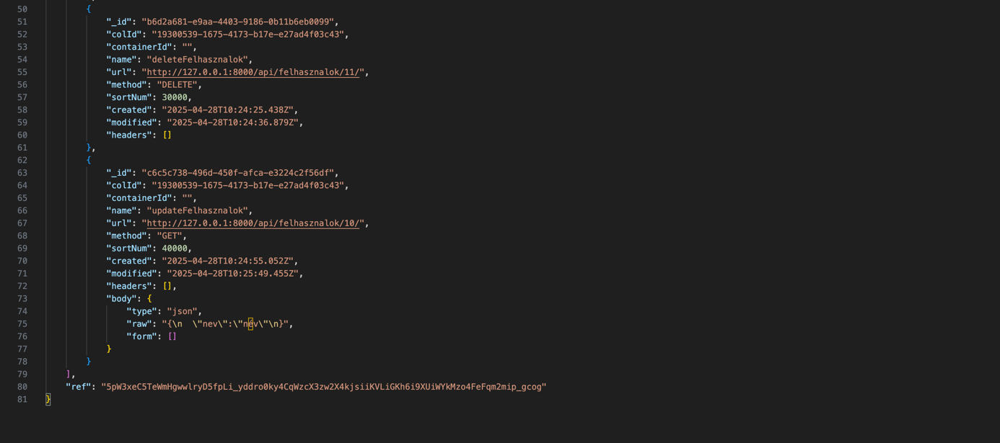 50 {
51 "_id": "b6d2a681-e9aa-4403-9186-0b11b6eb0099",
52 "colId": "19300539-1675-4173-b17e-e27ad4f03c43",
53 "containerId": "",
54 "name": "deleteFelhasznalok",
55 "url": "http://127.0.0.1:8000/api/felhasznalok/11/",
56 "method": "DELETE",
57 "sortNum": 30000,
58 "created": "2025-04-28T10:24:25.438Z",
59 "modified": "2025-04-28T10:24:36.879Z",
60 "headers": []
61 },
62 {
63 "_id": "c6c5c738-496d-450f-afca-e3224c2f56df",
64 "colId": "19300539-1675-4173-b17e-e27ad4f03c43",
65 "containerId": "",
66 "name": "updateFelhasznalok",
67 "url": "http://127.0.0.1:8000/api/felhasznalok/10/",
68 "method": "GET",
69 "sortNum": 40000,
70 "created": "2025-04-28T10:24:55.052Z",
71 "modified": "2025-04-28T10:25:49.455Z",
72 "headers": [],
73 "body": {
74 "type": "json",
75 "raw": "{\n  \"nev\":\"név\"\n}",
76 "form": []
77 }
78 }
79 ],
80 "ref": "5pW3xeC5TeWmHgwwlryD5fpLi_yddro0ky4CqWzcX3zw2X4kjsiiKVLiGKh6i9XUiWYkMzo4FeFqm2mip_gcog"
81 }